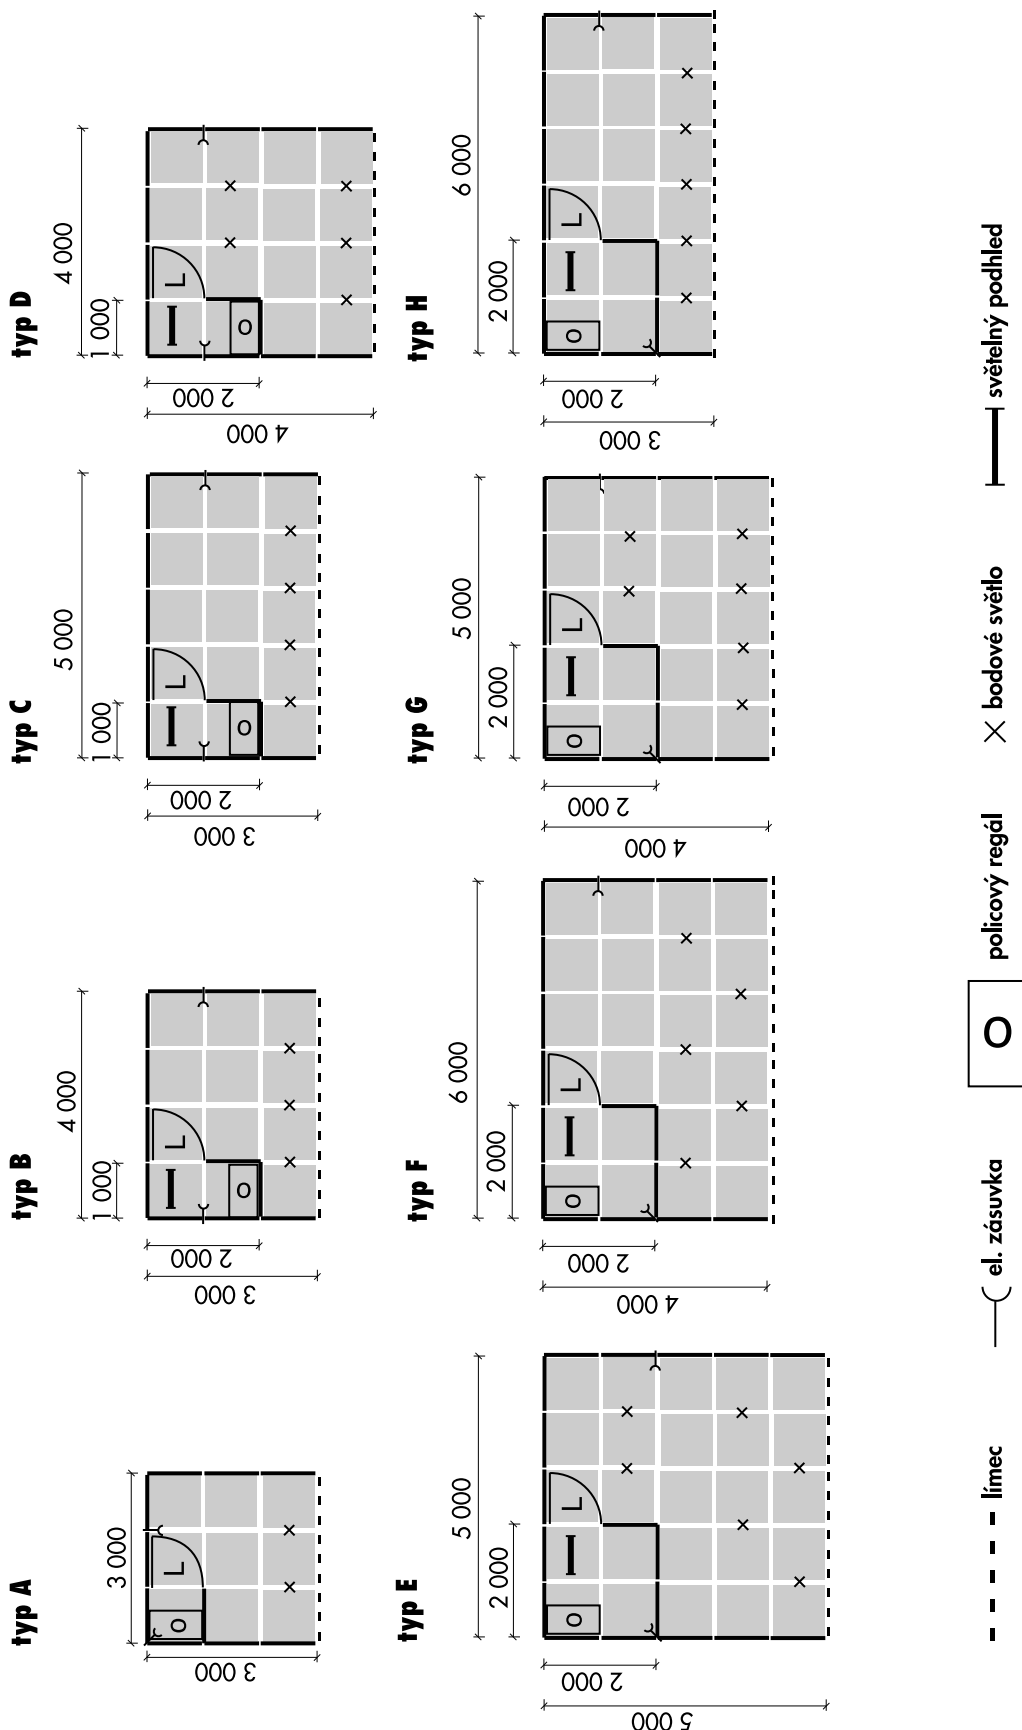 typ A
3 000
3 000
L
O
typ B
4 000
1 000
2 000
3 000
L
O
typ C
5 000
1 000
2 000
3 000
L
O
typ D
4 000
1 000
2 000
4 000
L
O
typ E
5 000
2 000
2 000
5 000
L
O
typ F
6 000
2 000
2 000
4 000
L
O
typ G
5 000
2 000
2 000
4 000
L
O
typ H
6 000
2 000
2 000
3 000
L
O
límec
el. zásuvka
O policový regál
bodové světlo
světelný podhled